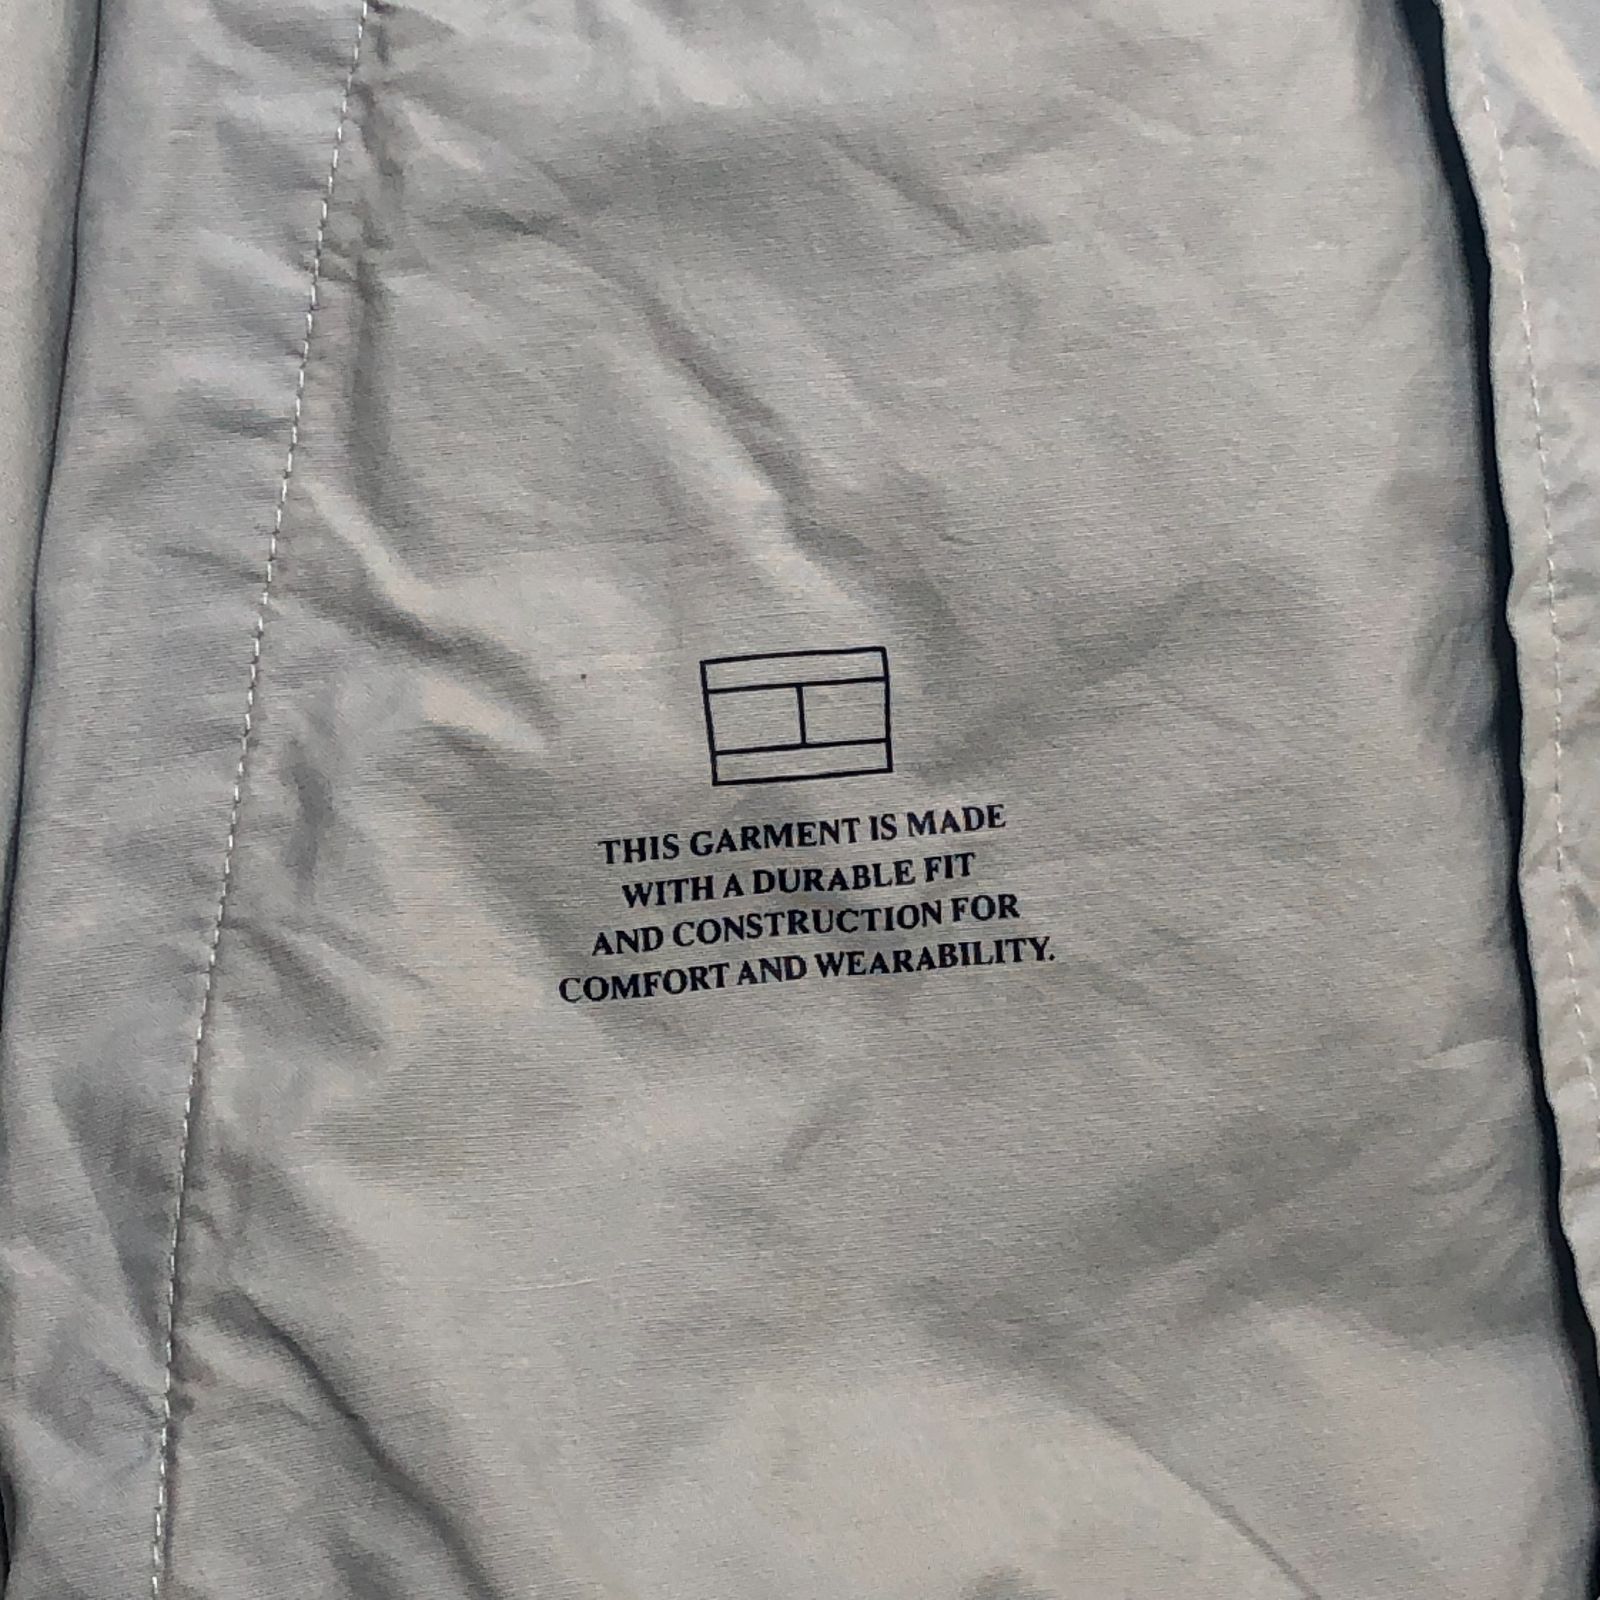 THIS GARMENT IS MADE
WITH A DURABLE FIT
AND CONSTRUCTION FOR
COMFORT AND WEARABILITY.